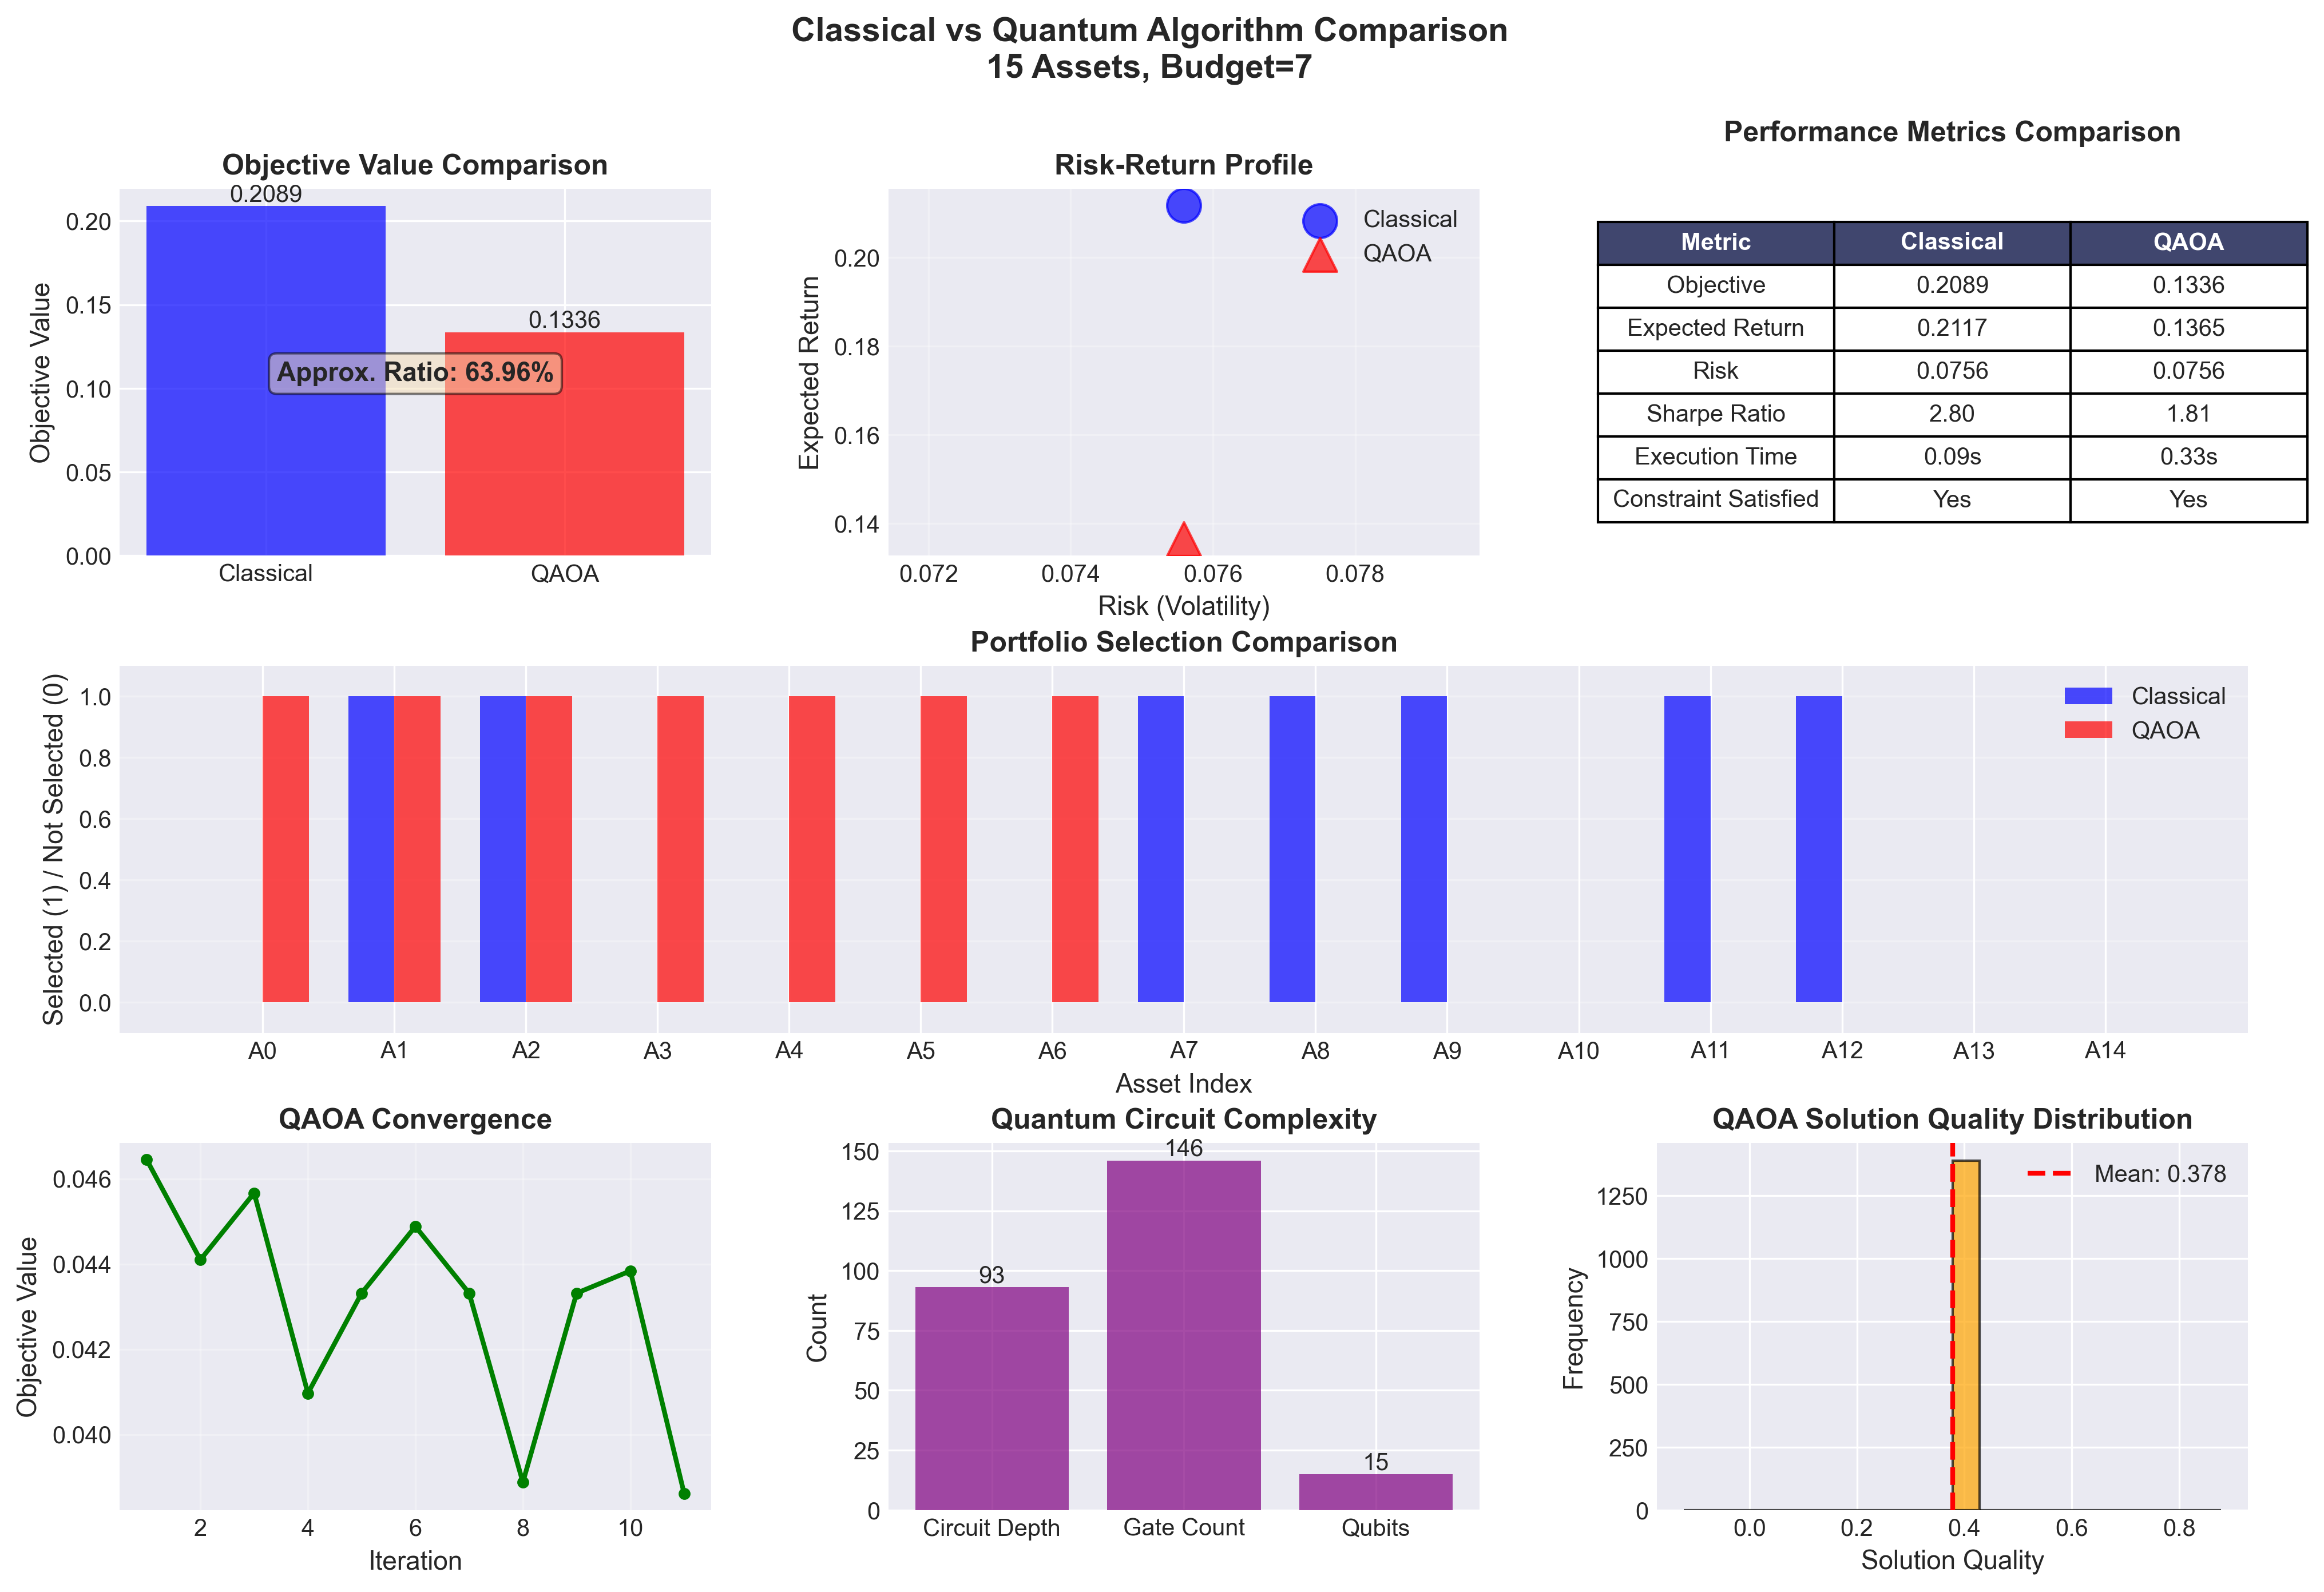 Classical vs Quantum Algorithm Comparison
15 Assets, Budget=7
Objective Value Comparison
Objective Value
0.20
0.15
0.10
0.05
0.00
0.2089
0.1336
Approx. Ratio: 63.96%
Classical
QAOA
Risk-Return Profile
Expected Return
0.20
0.18
0.16
0.14
Classical
QAOA
0.072
0.074
0.076
0.078
Risk (Volatility)
Performance Metrics Comparison
Metric Classical QAOA
Objective 0.2089 0.1336
Expected Return 0.2117 0.1365
Risk 0.0756 0.0756
Sharpe Ratio 2.80 1.81
Execution Time 0.09s 0.33s
Constraint Satisfied Yes Yes
Portfolio Selection Comparison
Selected (1) / Not Selected (0)
1.0
0.8
0.6
0.4
0.2
0.0
Classical
QAOA
A0 A1 A2 A3 A4 A5 A6 A7 A8 A9 A10 A11 A12 A13 A14
Asset Index
QAOA Convergence
Objective Value
0.046
0.044
0.042
0.040
2 4 6 8 10
Iteration
Quantum Circuit Complexity
Count
150
125
100
75
50
25
0
93
146
15
Circuit Depth Gate Count Qubits
QAOA Solution Quality Distribution
Frequency
1250
1000
750
500
250
0
Mean: 0.378
0.0 0.2 0.4 0.6 0.8
Solution Quality